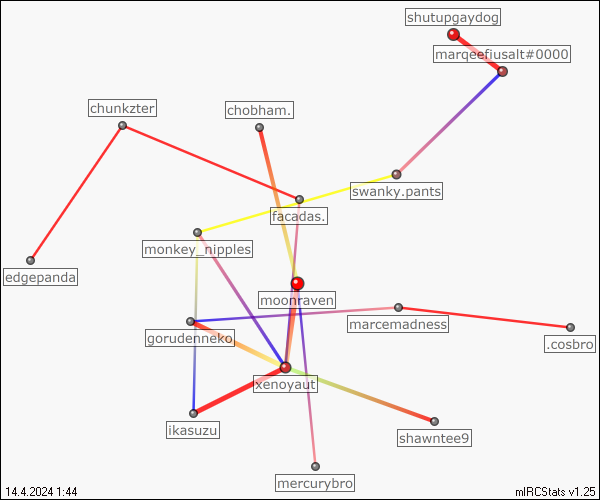 shutupgaydog
marqeefiusalt#0000
chunkzter
chobham.
swanky.pants
facadas.
monkey_nipples
edgepanda
moonraven
marcemadness
gorudenneko
.cosbro
xenoyaut
ikasuzu
shawntee9
mercurybro
14.4.2024 1:44
mIRCStats v1.25